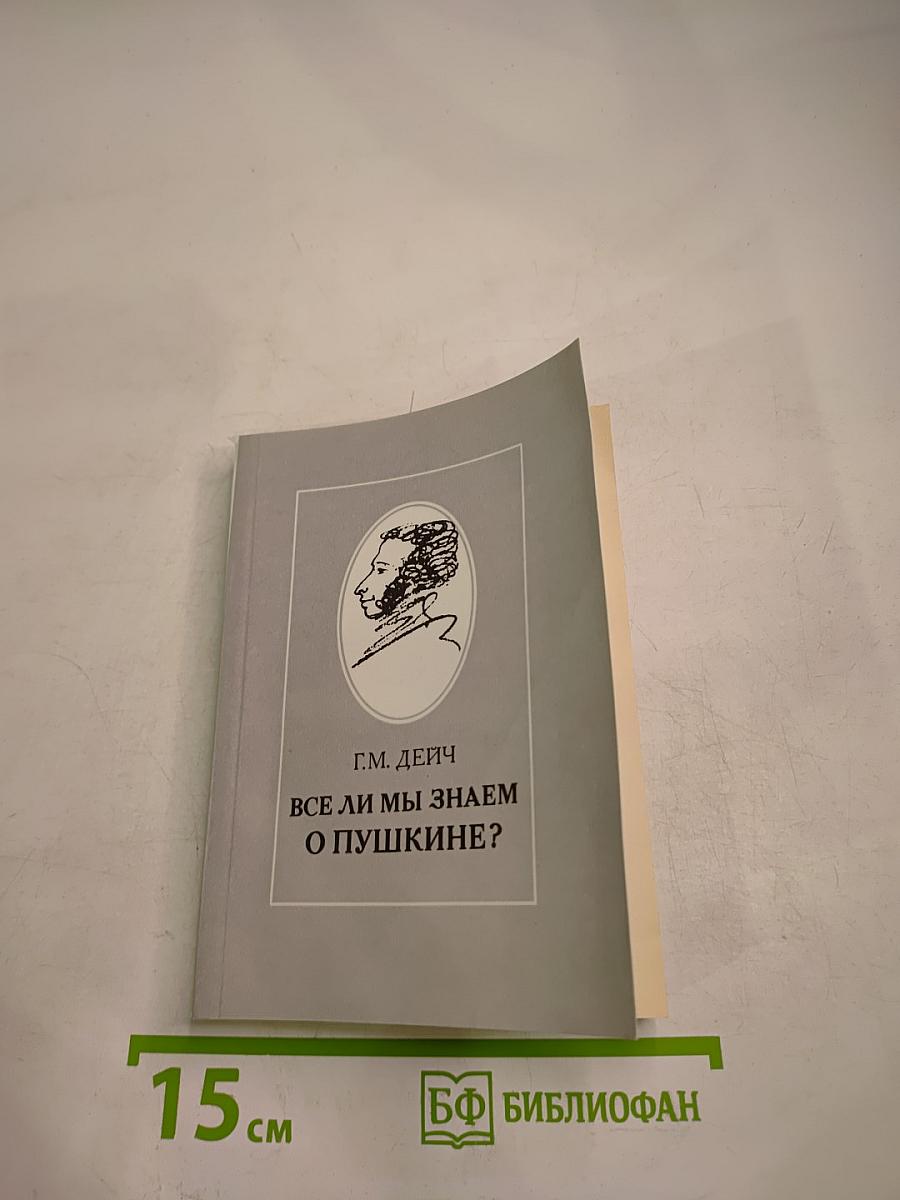 Г.М. ДЕЙЧ
ВСЕ ЛИ МЫ ЗНАЕМ
О ПУШКИНЕ?
15 см
БФ БИБЛИОФАН